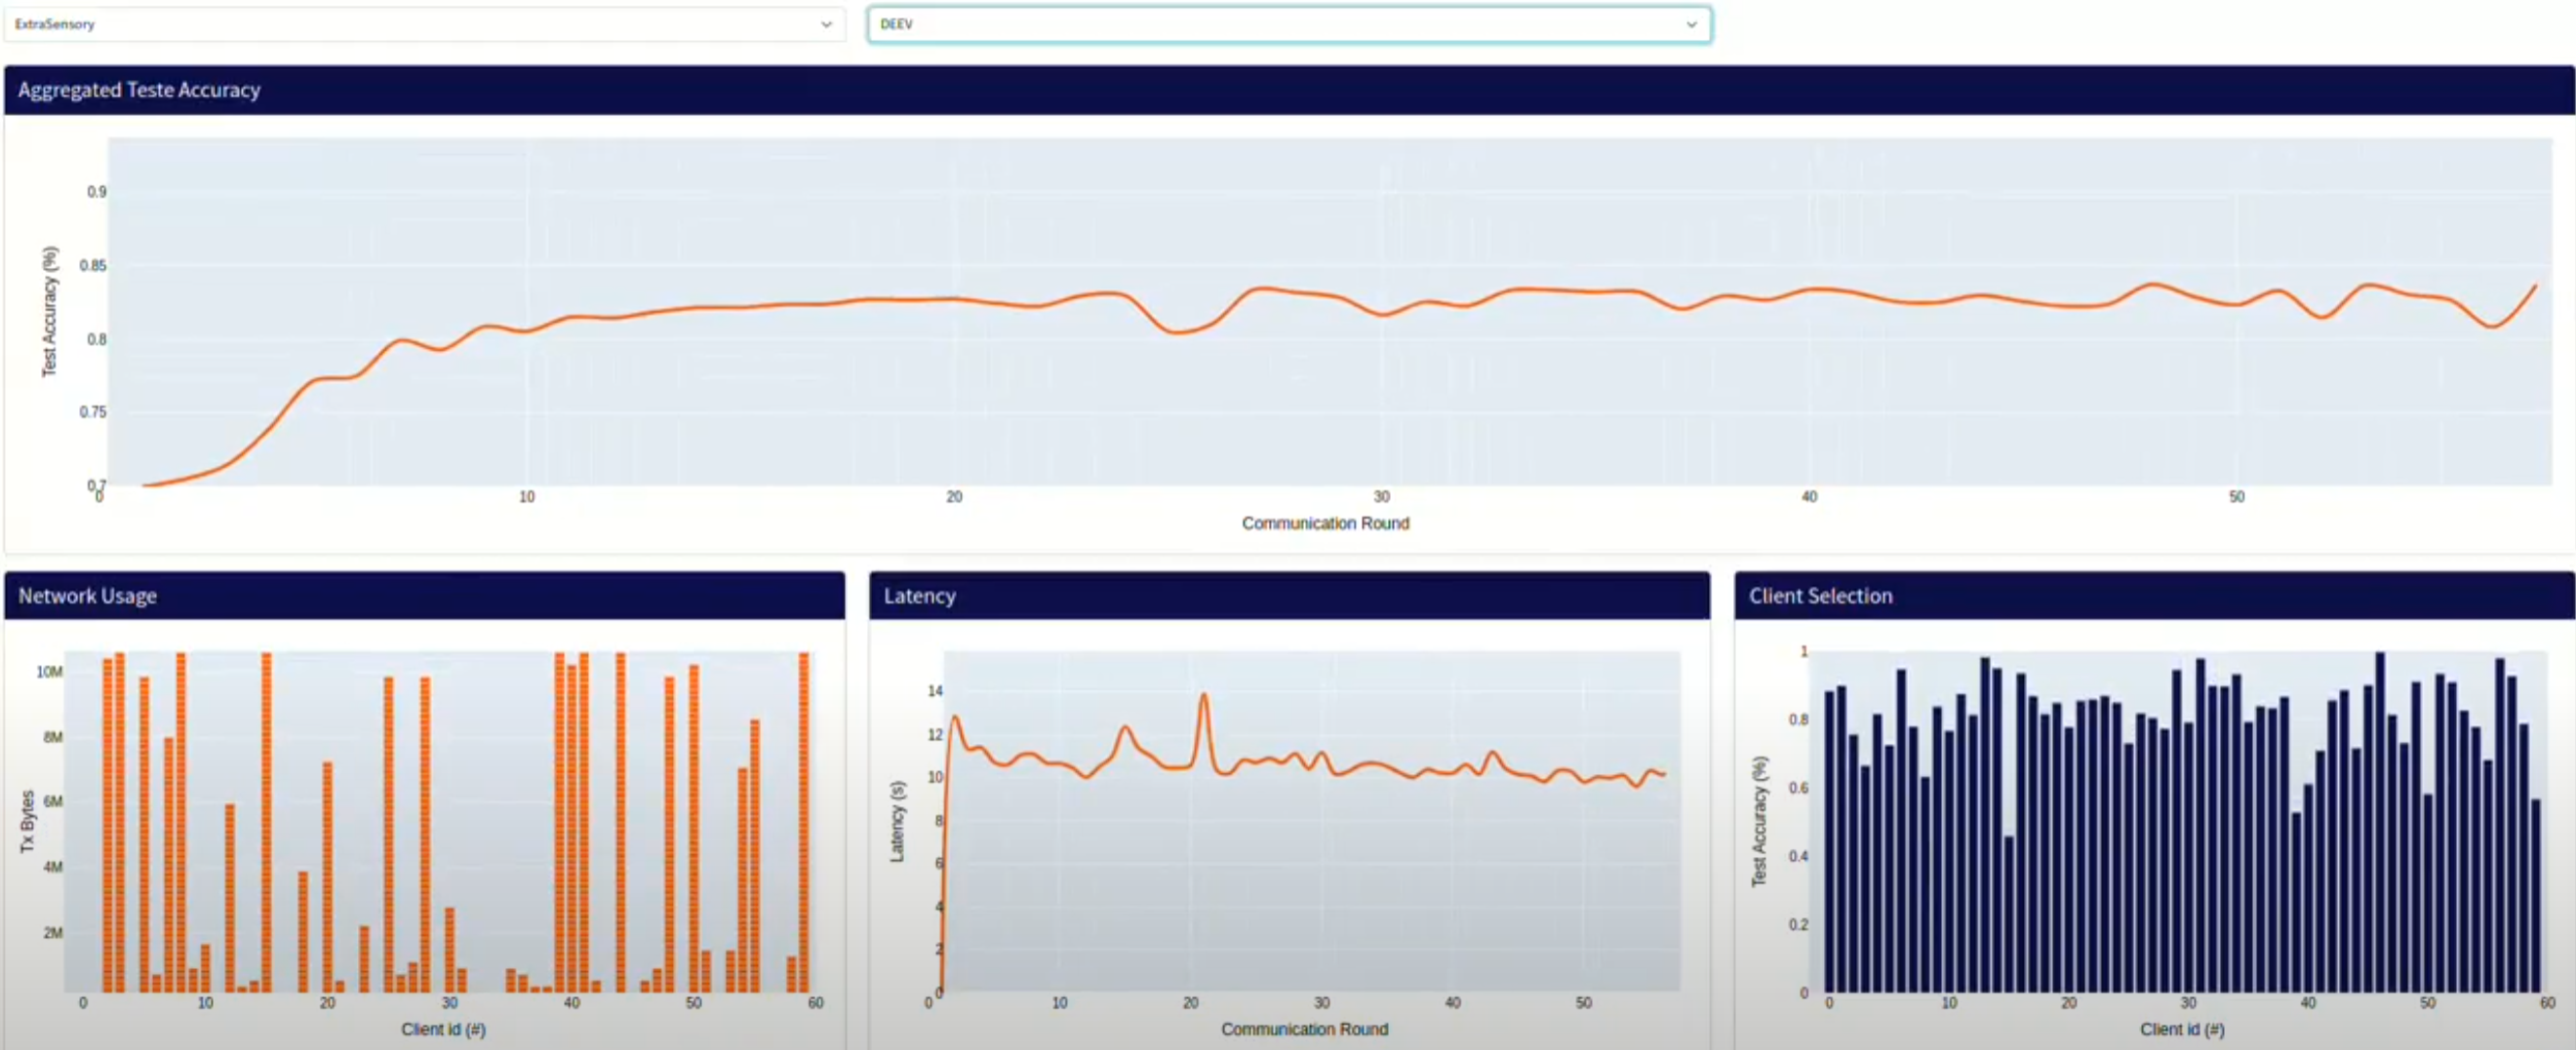 ExtraSensory
DEEV
Aggregated Teste Accuracy
Test Accuracy (%)
0.9
0.85
0.8
0.75
0.7
0 10 20 30 40 50
Communication Round
Network Usage
Tx Bytes
10M
8M
6M
4M
2M
0 10 20 30 40 50 60
Client id (#)
Latency
Latency (s)
14
12
10
8
6
4
2
0
0 10 20 30 40 50
Communication Round
Client Selection
Test Accuracy (%)
1
0.8
0.6
0.4
0.2
0
0 10 20 30 40 50 60
Client id (#)